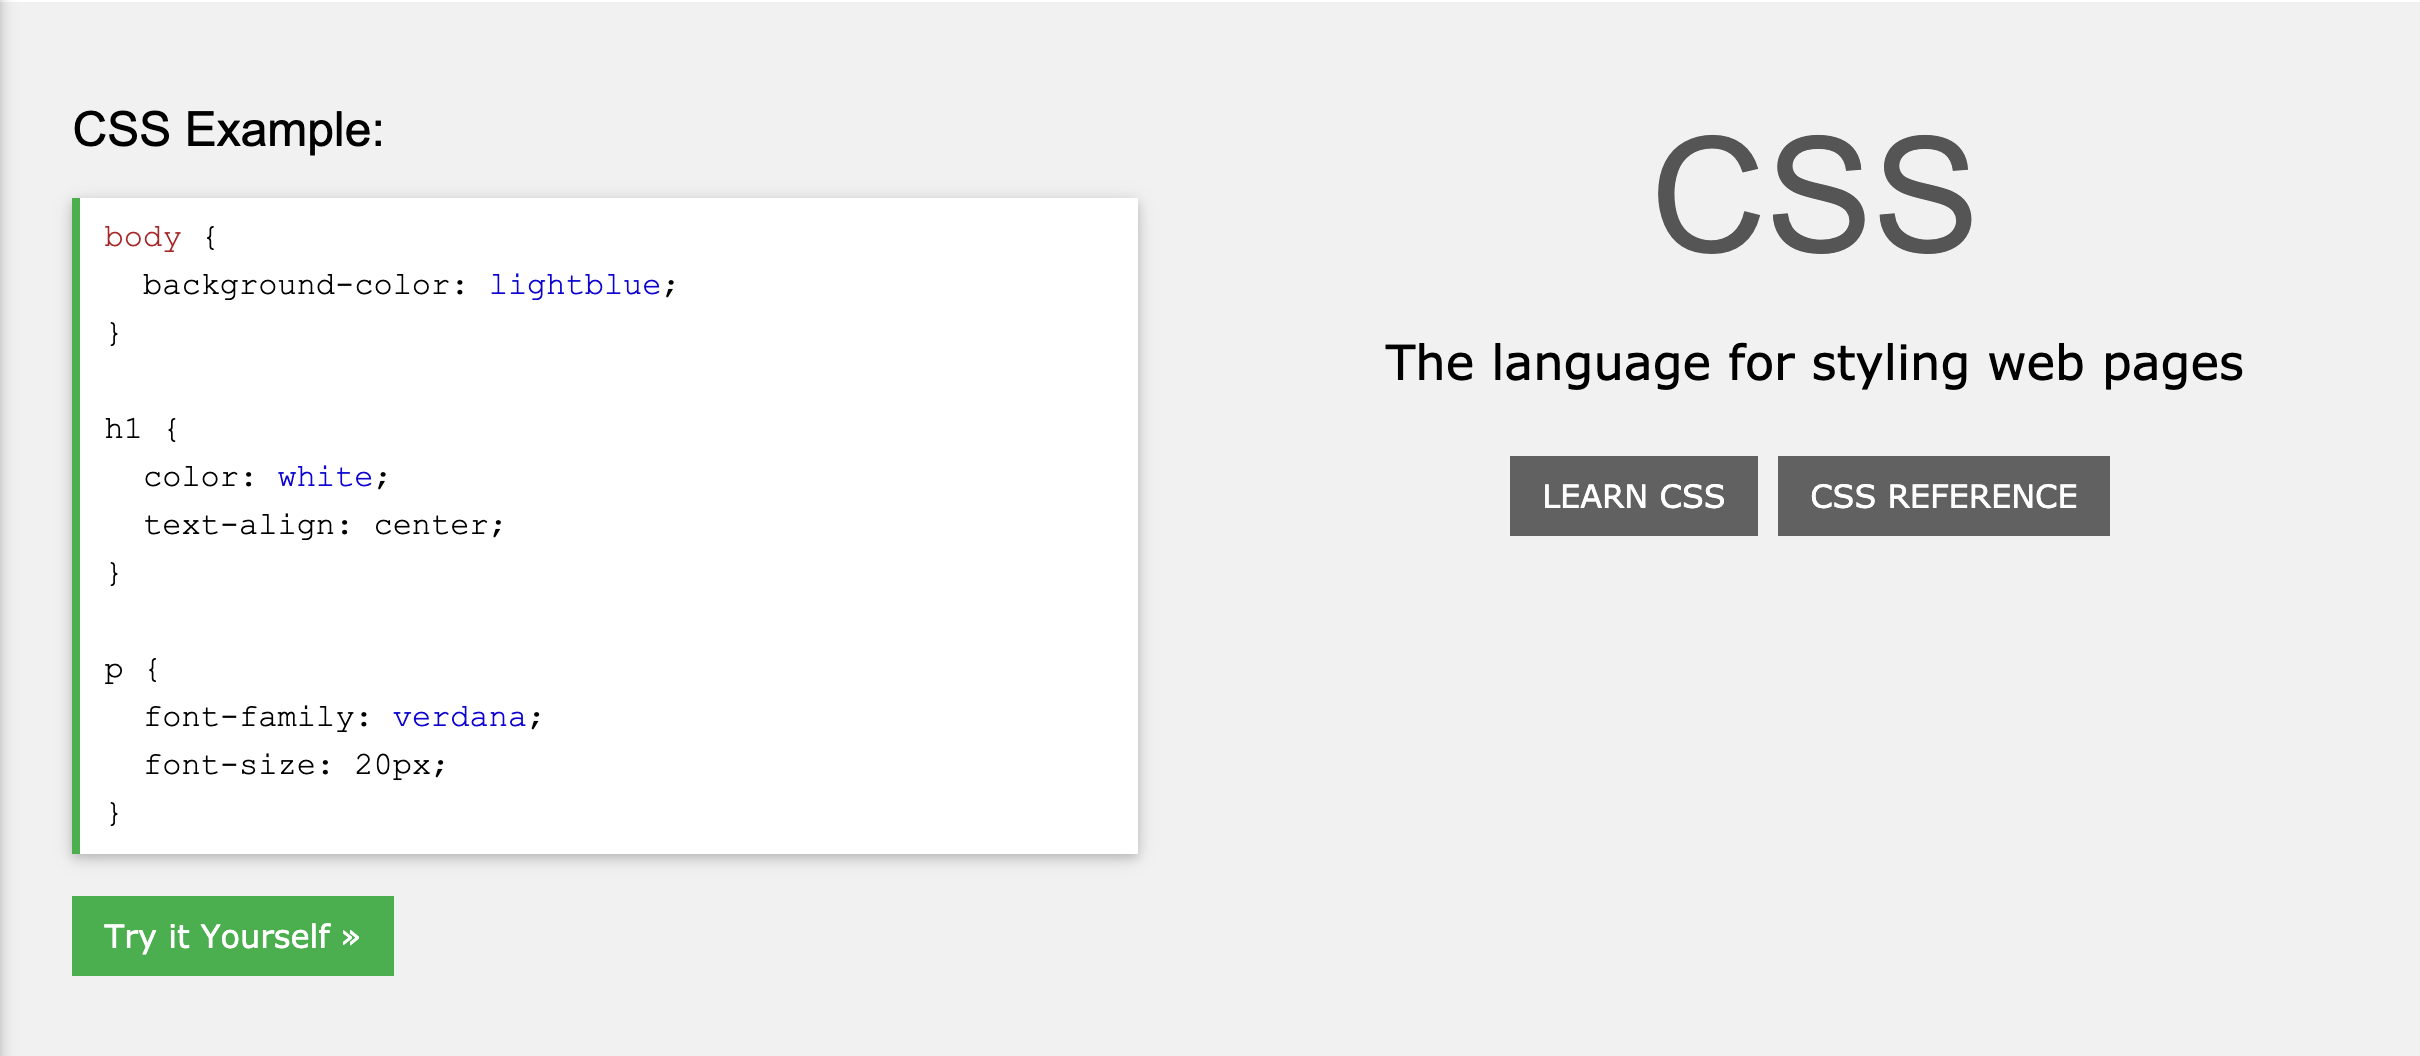 CSS Example:
body {
  background-color: lightblue;
}

h1 {
  color: white;
  text-align: center;
}

p {
  font-family: verdana;
  font-size: 20px;
}
Try it Yourself »
CSS
The language for styling web pages
LEARN CSS
CSS REFERENCE